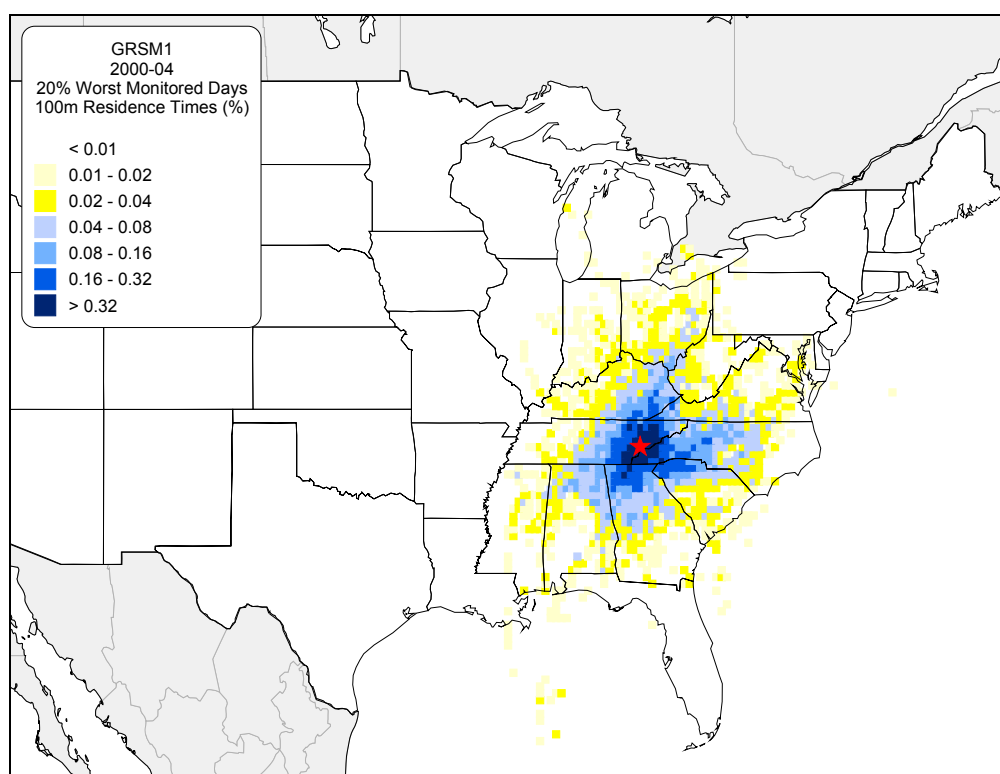 GRSM1
2000-04
20% Worst Monitored Days
100m Residence Times (%)
< 0.01
0.01 - 0.02
0.02 - 0.04
0.04 - 0.08
0.08 - 0.16
0.16 - 0.32
> 0.32